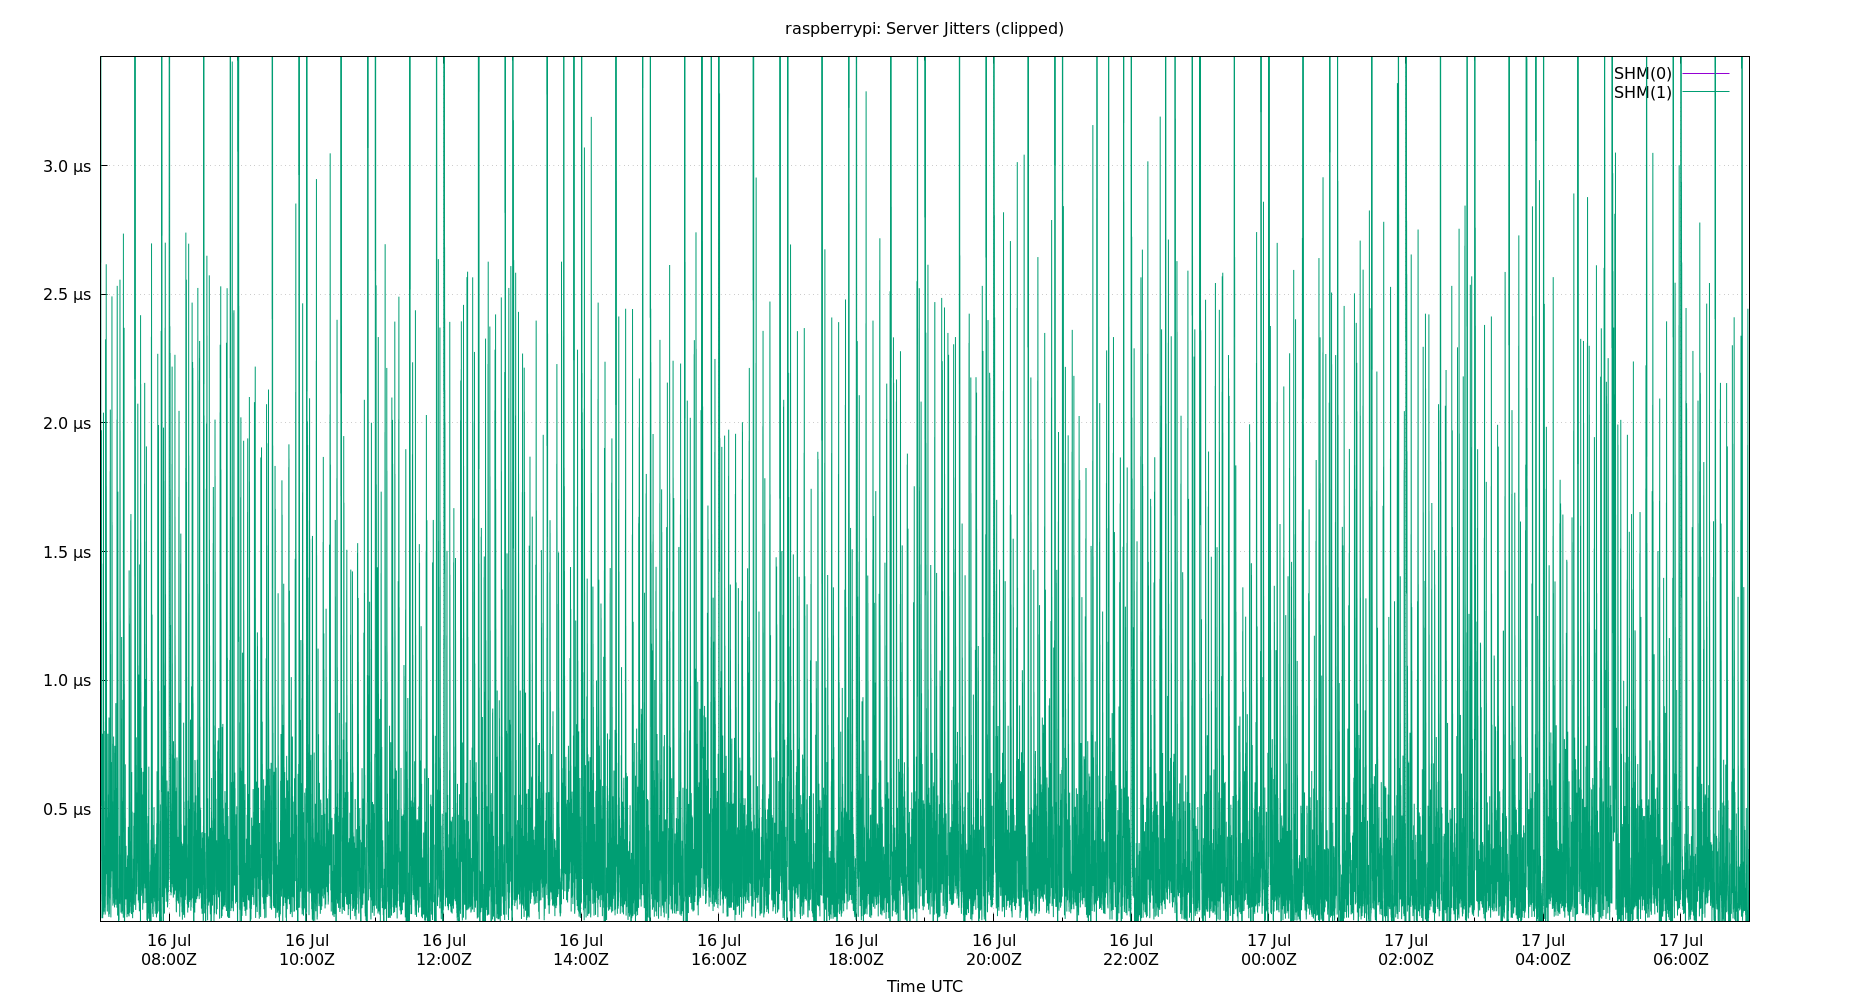 raspberrypi: Server Jitters (clipped)
SHM(0)
SHM(1)
3.0 µs
2.5 µs
2.0 µs
1.5 µs
1.0 µs
0.5 µs
16 Jul 16 Jul 16 Jul 16 Jul 16 Jul 16 Jul 16 Jul 16 Jul 17 Jul 17 Jul 17 Jul 17 Jul
08:00Z 10:00Z 12:00Z 14:00Z 16:00Z 18:00Z 20:00Z 22:00Z 00:00Z 02:00Z 04:00Z 06:00Z
Time UTC